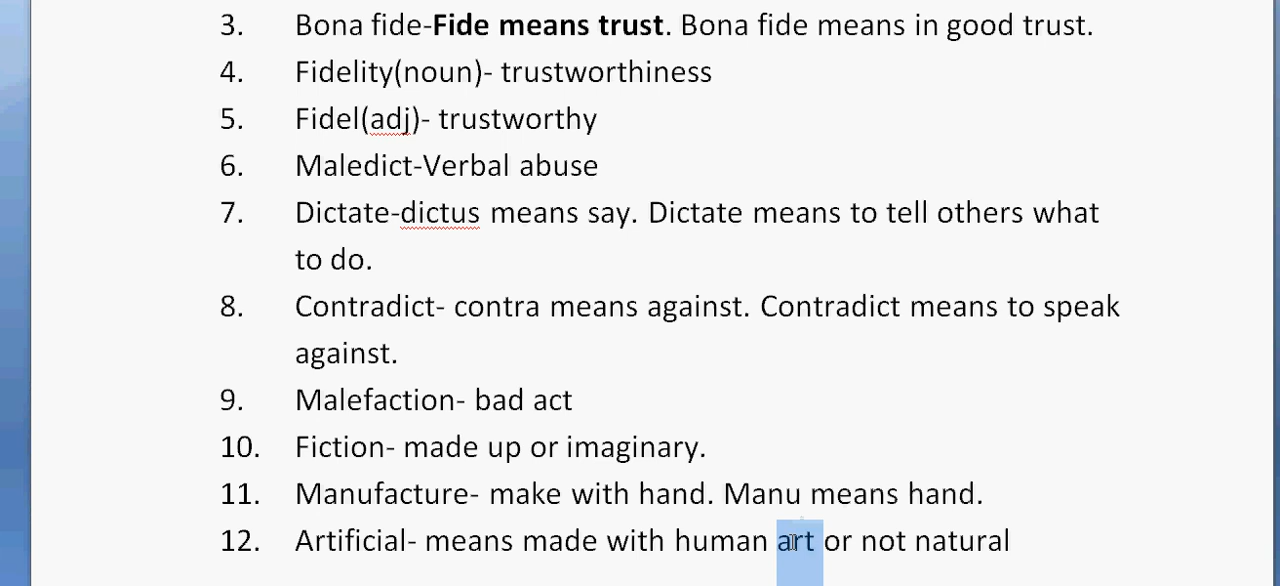 3. Bona fide-Fide means trust. Bona fide means in good trust.
4. Fidelity(noun)- trustworthiness
5. Fidel(adj)- trustworthy
6. Maledict-Verbal abuse
7. Dictate-dictus means say. Dictate means to tell others what
to do.
8. Contradict- contra means against. Contradict means to speak
against.
9. Malefaction- bad act
10. Fiction- made up or imaginary.
11. Manufacture- make with hand. Manu means hand.
12. Artificial- means made with human art or not natural